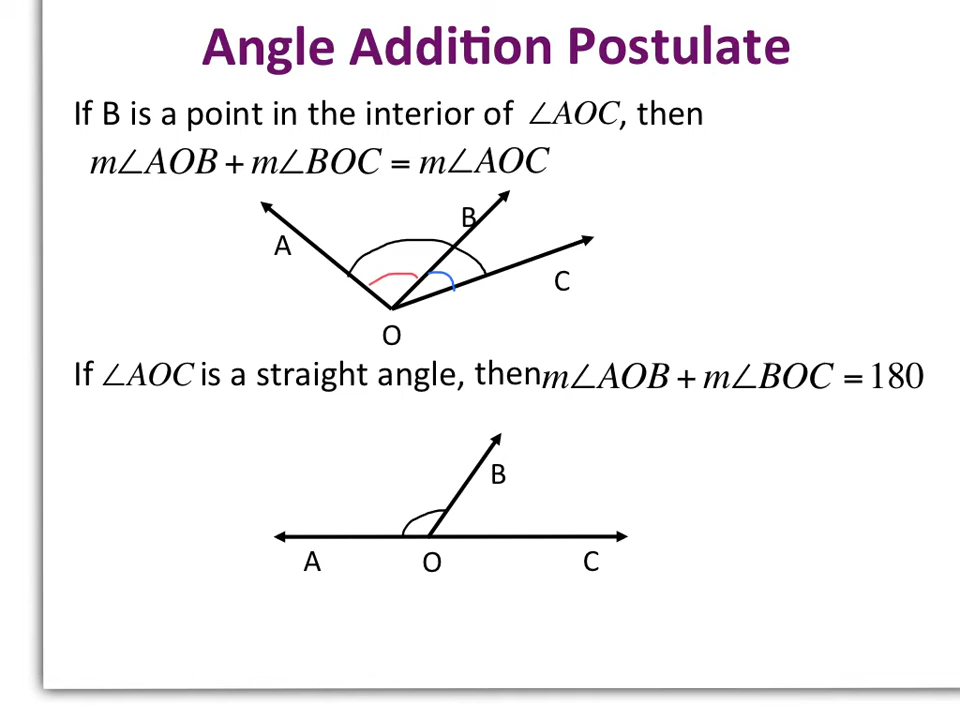 Angle Addition Postulate
If B is a point in the interior of ∠AOC, then
m∠AOB + m∠BOC = m∠AOC
B
A
C
O
If ∠AOC is a straight angle, then m∠AOB + m∠BOC = 180
B
A O C